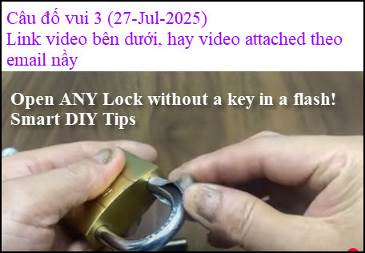 Câu đố vui 3 (27-Jul-2025)
Link video bên dưới, hay video attached theo
email nầy
Open ANY Lock without a key in a flash!
Smart DIY Tips